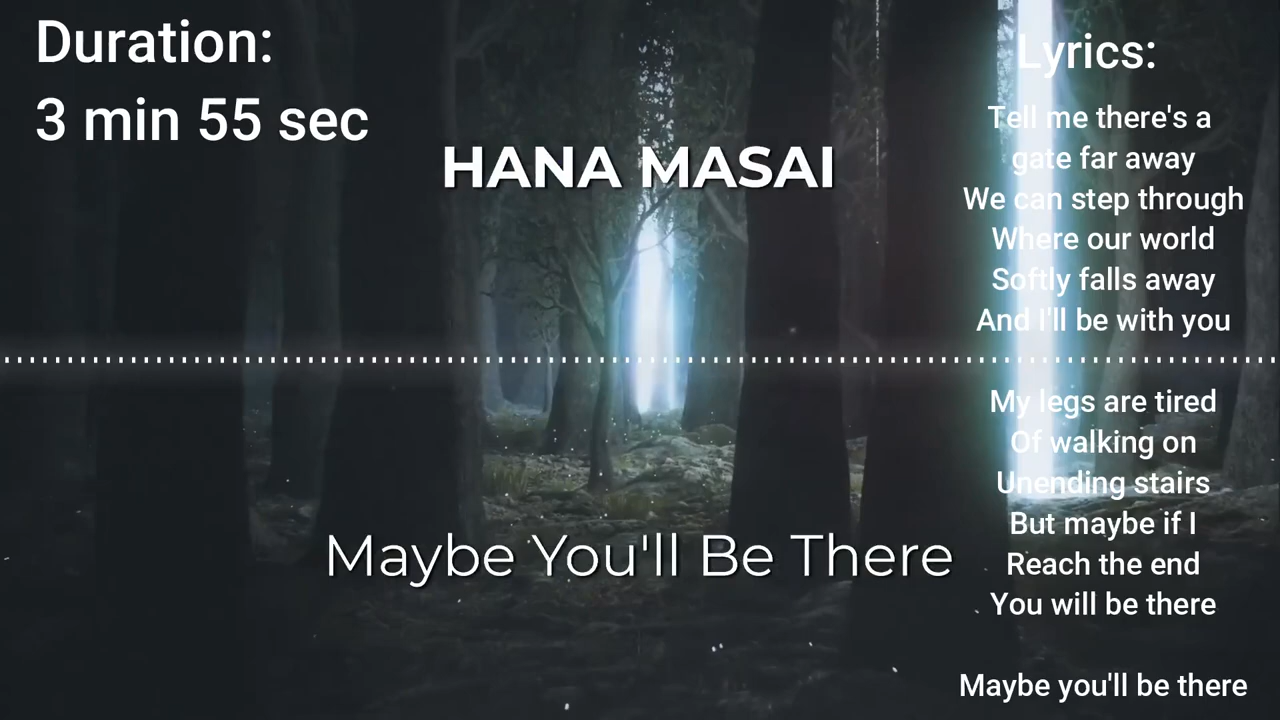 Duration:
3 min 55 sec
HANA MASAI
Maybe You'll Be There
Lyrics:
Tell me there's a
gate far away
We can step through
Where our world
Softly falls away
And I'll be with you
My legs are tired
Of walking on
Unending stairs
But maybe if I
Reach the end
You will be there
Maybe you'll be there